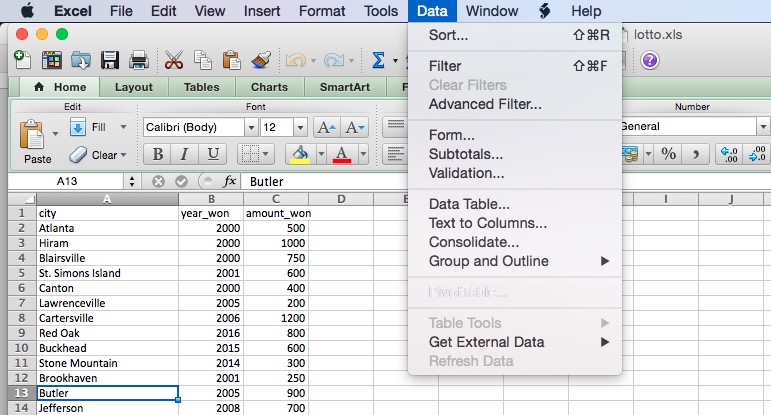 Excel File Edit View Insert Format Tools Data Window Help
lotto.xls
Sort... ⇧⌘R
Filter ⇧⌘F
Clear Filters
Advanced Filter...
Form...
Subtotals...
Validation...
Data Table...
Text to Columns...
Consolidate...
Group and Outline
PivotTable...
Table Tools
Get External Data
Refresh Data
Home Layout Tables Charts SmartArt F
Edit Font Number
Paste Fill Clear
Calibri (Body) 12 A A General
B I U A % ,
A13 fx Butler
A B C D E I J
1 city year_won amount_won
2 Atlanta 2000 500
3 Hiram 2000 1000
4 Blairsville 2000 750
5 St. Simons Island 2001 600
6 Canton 2000 400
7 Lawrenceville 2005 200
8 Cartersville 2006 1200
9 Red Oak 2016 800
10 Buckhead 2015 600
11 Stone Mountain 2014 300
12 Brookhaven 2001 250
13 Butler 2005 900
14 Jefferson 2008 700